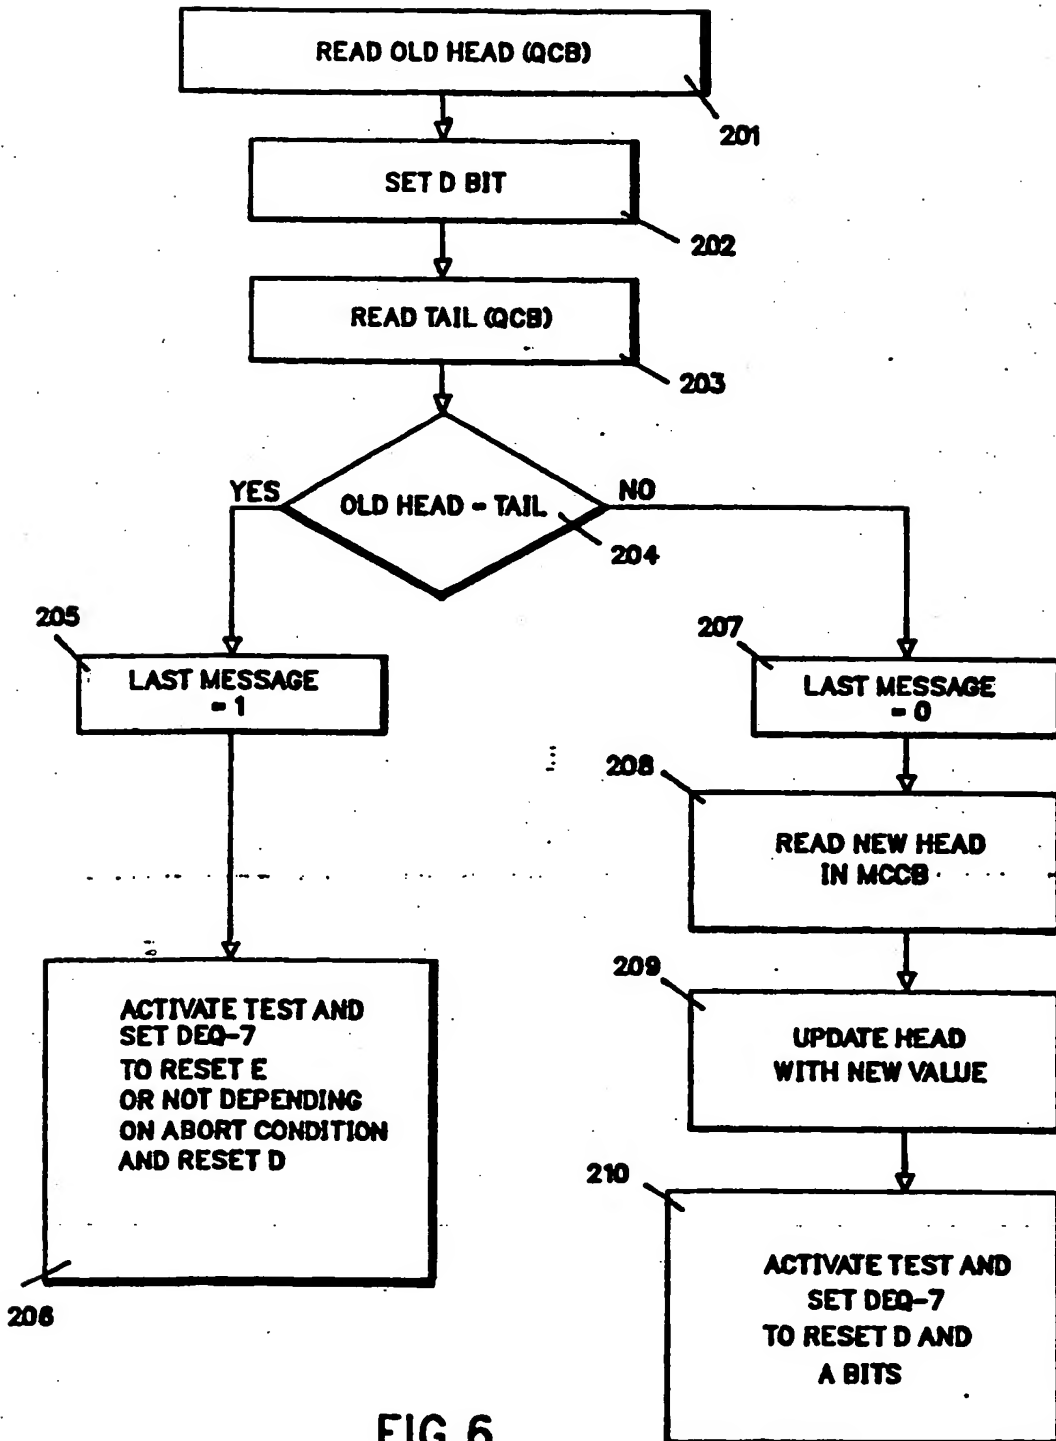 READ OLD HEAD (QCB)
201
SET D BIT
202
READ TAIL (QCB)
203
YES
OLD HEAD = TAIL
NO
204
205
LAST MESSAGE
= 1
207
LAST MESSAGE
= 0
208
READ NEW HEAD
IN MCCB
209
UPDATE HEAD
WITH NEW VALUE
ACTIVATE TEST AND
SET DEQ-7
TO RESET E
OR NOT DEPENDING
ON ABORT CONDITION
AND RESET D
206
210
ACTIVATE TEST AND
SET DEQ-7
TO RESET D AND
A BITS
FIG. 6